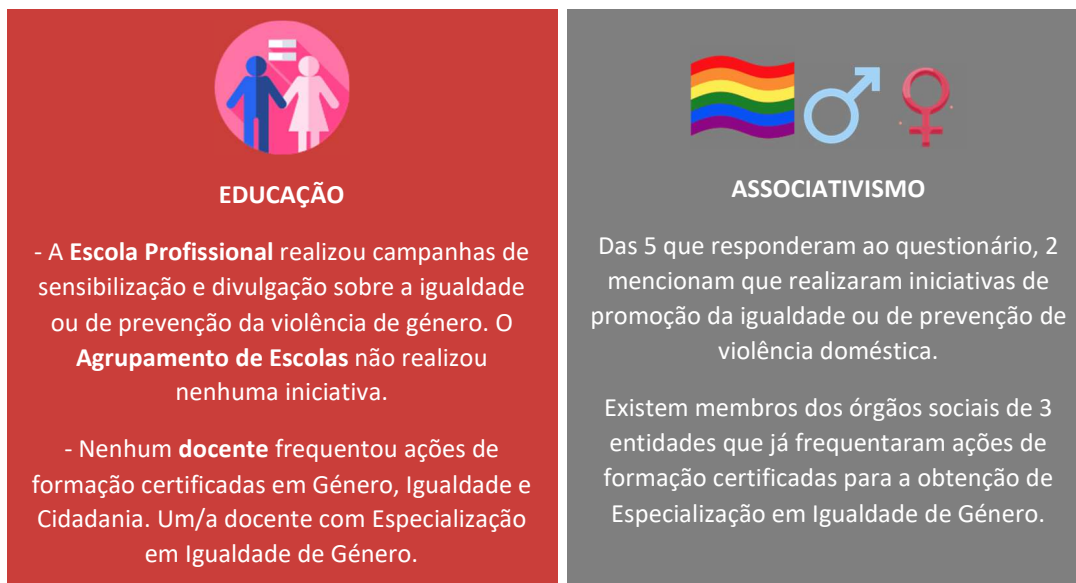 EDUCAÇÃO
- A Escola Profissional realizou campanhas de
sensibilização e divulgação sobre a igualdade
ou de prevenção da violência de género. O
Agrupamento de Escolas não realizou
nenhuma iniciativa.
- Nenhum docente frequentou ações de
formação certificadas em Género, Igualdade e
Cidadania. Um/a docente com Especialização
em Igualdade de Género.
ASSOCIATIVISMO
Das 5 que responderam ao questionário, 2
mencionam que realizaram iniciativas de
promoção da igualdade ou de prevenção de
violência doméstica.
Existem membros dos órgãos sociais de 3
entidades que já frequentaram ações de
formação certificadas para a obtenção de
Especialização em Igualdade de Género.